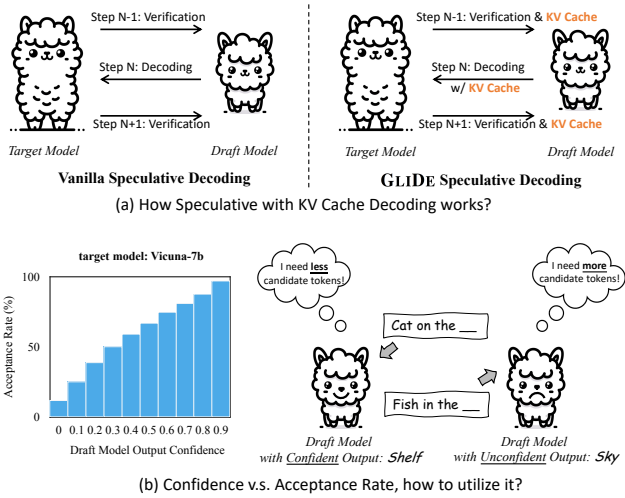 Step N-1: Verification
Step N: Decoding
Step N+1: Verification
Target Model
Draft Model
Vanilla Speculative Decoding
Step N-1: Verification & KV Cache
Step N: Decoding
w/ KV Cache
Step N+1: Verification & KV Cache
Target Model
Draft Model
GLIDE Speculative Decoding
(a) How Speculative with KV Cache Decoding works?
target model: Vicuna-7b
100
50
0
Acceptance Rate (%)
0 0.1 0.2 0.3 0.4 0.5 0.6 0.7 0.8 0.9
Draft Model Output Confidence
I need less
candidate tokens!
I need more
candidate tokens!
Cat on the __
Fish in the __
Draft Model
with Confident Output: Shelf
Draft Model
with Unconfident Output: Sky
(b) Confidence v.s. Acceptance Rate, how to utilize it?